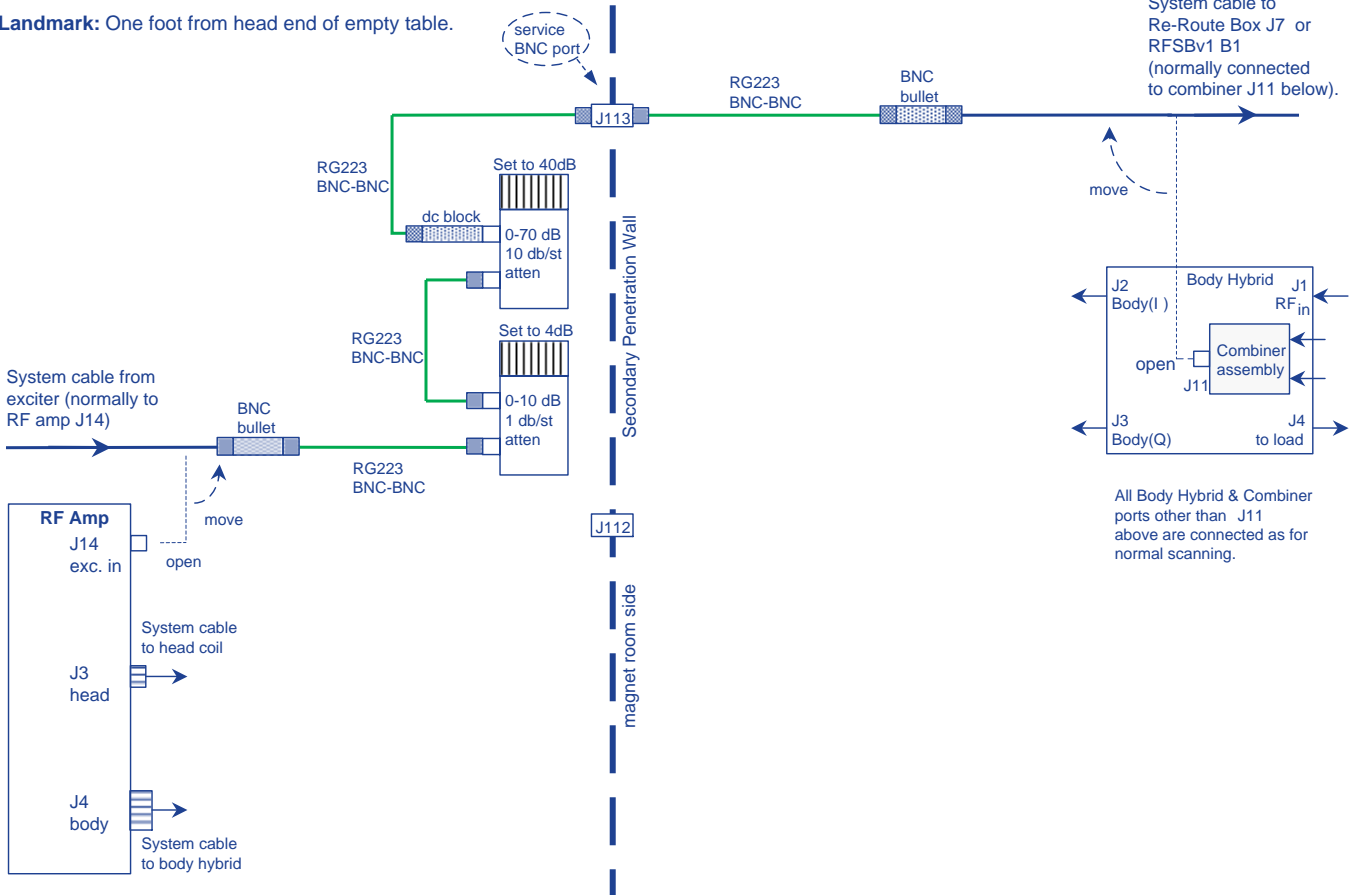 Landmark: One foot from head end of empty table.
service
BNC port
System cable to
Re-Route Box J7 or
RFSBv1 B1
(normally connected
to combiner J11 below).
RG223
BNC-BNC
BNC
bullet
J113
move
RG223
BNC-BNC
Set to 40dB
dc block
0-70 dB
10 db/st
atten
Secondary Penetration Wall
Body Hybrid
J2
Body(I )
J1
RFin
open
Combiner
assembly
J11
J3
Body(Q)
J4
to load
RG223
BNC-BNC
Set to 4dB
0-10 dB
1 db/st
atten
System cable from
exciter (normally to
RF amp J14)
BNC
bullet
RG223
BNC-BNC
move
open
All Body Hybrid & Combiner
ports other than J11
above are connected as for
normal scanning.
J112
magnet room side
RF Amp
J14
exc. in
System cable
to head coil
J3
head
J4
body
System cable
to body hybrid